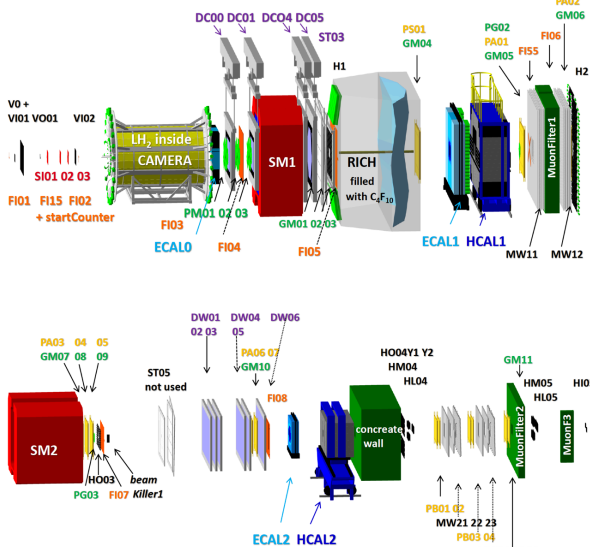 DC00 DC01 DCO4 DC05
ST03
PS01
GM04
PA02
GM06
PG02
PA01
GM05
FI06
FI55
H1
H2
V0 +
VI01 VO01 VI02
SI01 02 03
FI01 FI15 FI02
+ startCounter
LH2 inside
CAMERA
SM1
RICH
filled
with C4F10
MuonFilter1
PM01 02 03
FI03
FI04
ECAL0
GM01 02 03
FI05
ECAL1 HCAL1
MW11 MW12
PA03 04 05
GM07 08 09
SM2
HO03
PG03 FI07
beam
Killer1
ST05
not used
DW01
02 03
DW04
05
DW06
PA06 07
GM10
FI08
ECAL2 HCAL2
HO04Y1 Y2
HM04
HL04
concreate
wall
GM11
HM05
HL05
MuonFilter2
MuonF3
PB01 02
MW21 22 23
PB03 04